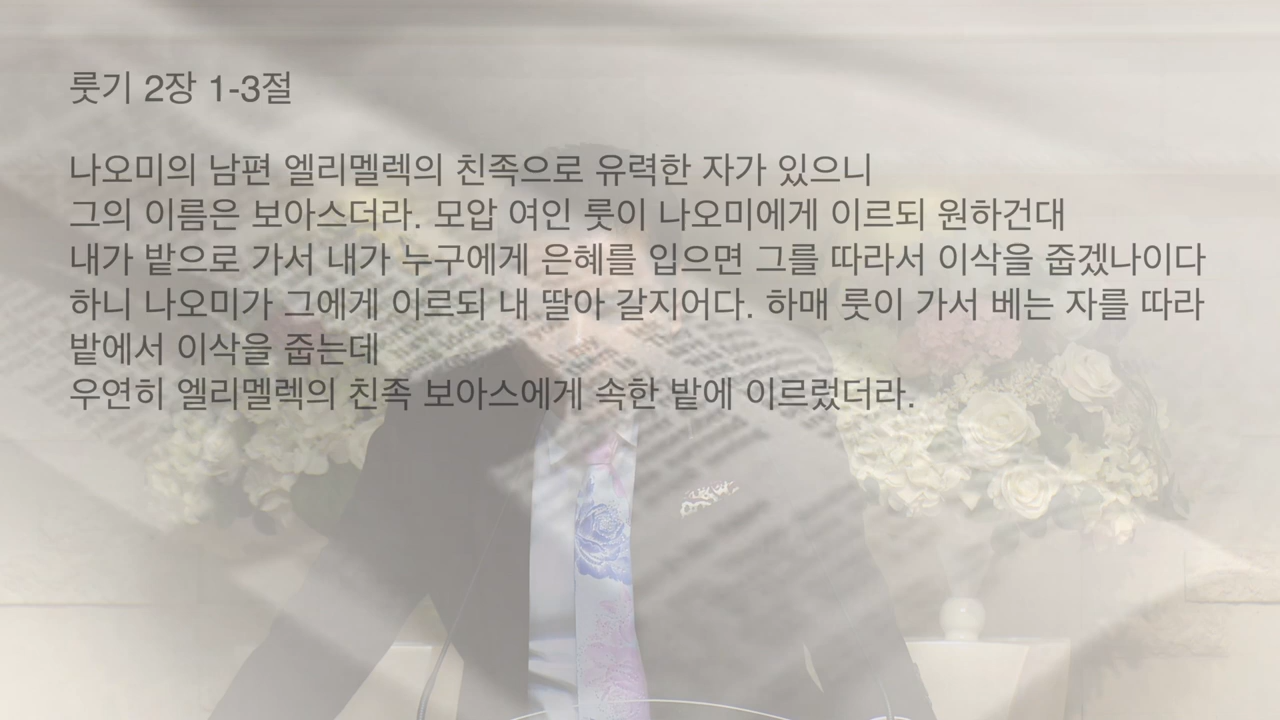 룻기 2장 1-3절
나오미의 남편 엘리멜렉의 친족으로 유력한 자가 있으니
그의 이름은 보아스더라. 모압 여인 룻이 나오미에게 이르되 원하건대
내가 밭으로 가서 내가 누구에게 은혜를 입으면 그를 따라서 이삭을 줍겠나이다
하니 나오미가 그에게 이르되 내 딸아 갈지어다. 하매 룻이 가서 베는 자를 따라
밭에서 이삭을 줍는데
우연히 엘리멜렉의 친족 보아스에게 속한 밭에 이르렀더라.